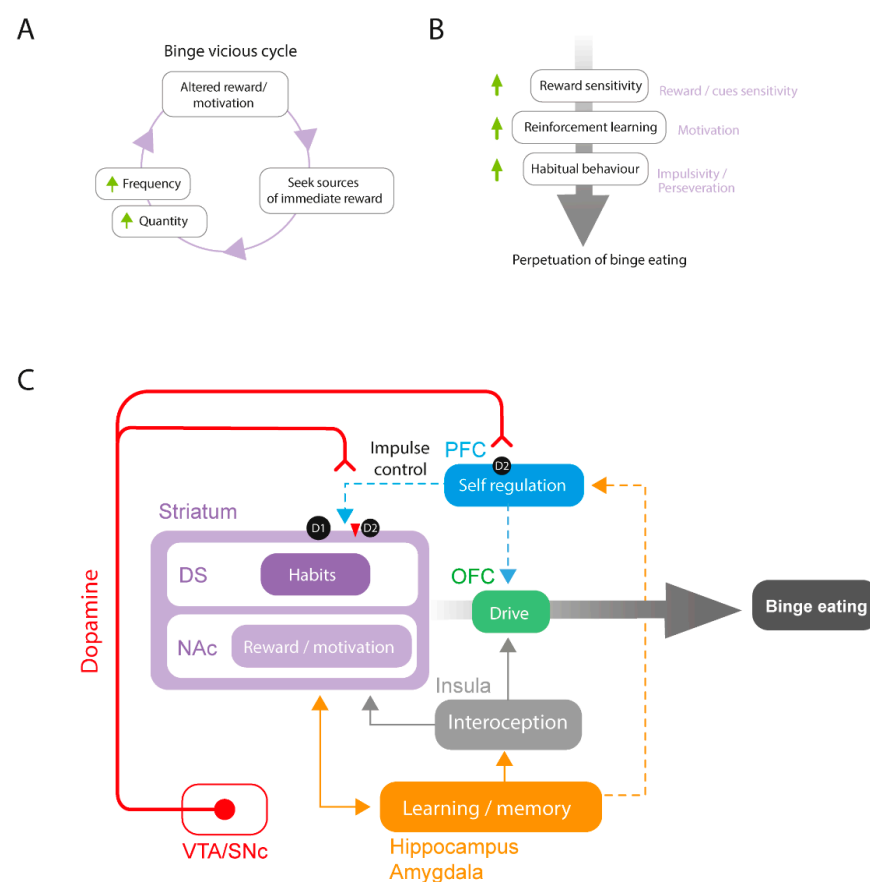 A
Binge vicious cycle
Altered reward/
motivation
Seek sources
of immediate reward
Frequency
Quantity
B
Reward sensitivity
Reward / cues sensitivity
Reinforcement learning
Motivation
Habitual behaviour
Impulsivity /
Perseveration
Perpetuation of binge eating
C
Dopamine
Impulse
control
PFC
D2
Self regulation
Striatum
D1
D2
DS
Habits
OFC
Drive
Binge eating
NAc
Reward / motivation
Insula
Interoception
Learning / memory
Hippocampus
Amygdala
VTA/SNc